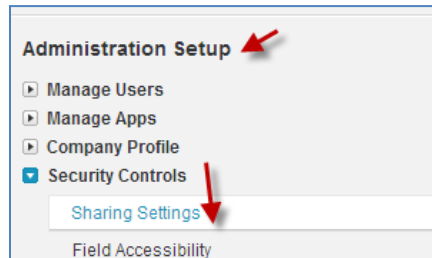 Administration Setup
Manage Users
Manage Apps
Company Profile
Security Controls
Sharing Settings
Field Accessibility